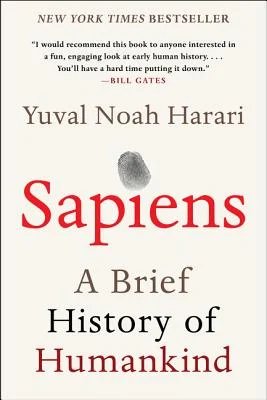 NEW YORK TIMES BESTSELLER
"I would recommend this book to anyone interested in
a fun, engaging look at early human history. . . .
You'll have a hard time putting it down."
—BILL GATES
Yuval Noah Harari
Sapiens
A Brief
History of
Humankind